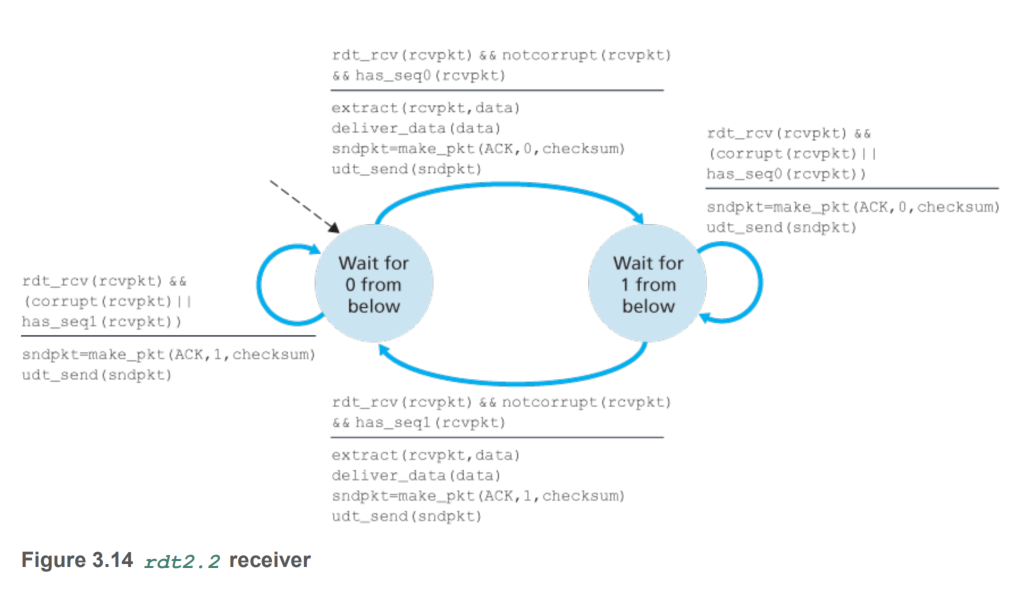 rdt_rcv(rcvpkt) && notcorrupt(rcvpkt)
&& has_seq0(rcvpkt)
extract(rcvpkt,data)
deliver_data(data)
sndpkt=make_pkt(ACK,0,checksum)
udt_send(sndpkt)
rdt_rcv(rcvpkt) &&
(corrupt(rcvpkt)||
has_seq0(rcvpkt))
sndpkt=make_pkt(ACK,0,checksum)
udt_send(sndpkt)
Wait for
0 from
below
Wait for
1 from
below
rdt_rcv(rcvpkt) &&
(corrupt(rcvpkt)||
has_seq1(rcvpkt))
sndpkt=make_pkt(ACK,1,checksum)
udt_send(sndpkt)
rdt_rcv(rcvpkt) && notcorrupt(rcvpkt)
&& has_seq1(rcvpkt)
extract(rcvpkt,data)
deliver_data(data)
sndpkt=make_pkt(ACK,1,checksum)
udt_send(sndpkt)
Figure 3.14 rdt2.2 receiver